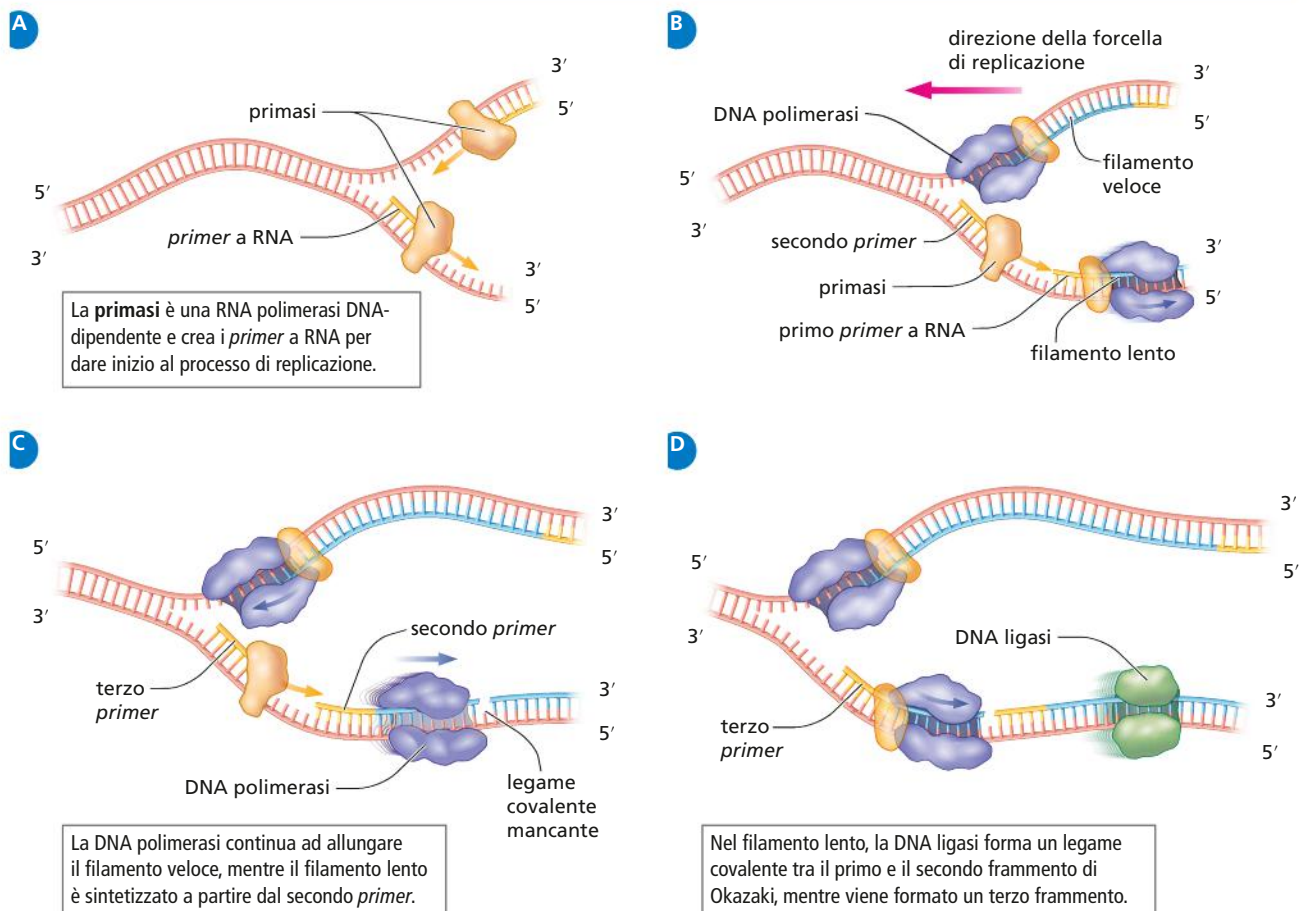 A
3′
5′
primasi
5′
3′
primer a RNA
3′
5′
La primasi è una RNA polimerasi DNA-
dipendente e crea i primer a RNA per
dare inizio al processo di replicazione.
B
direzione della forcella
di replicazione
3′
5′
DNA polimerasi
filamento
veloce
5′
3′
secondo primer
primasi
primo primer a RNA
3′
5′
filamento lento
C
3′
5′
5′
3′
secondo primer
terzo
primer
3′
5′
DNA polimerasi
legame
covalente
mancante
La DNA polimerasi continua ad allungare
il filamento veloce, mentre il filamento lento
è sintetizzato a partire dal secondo primer.
D
3′
5′
5′
3′
DNA ligasi
terzo
primer
3′
5′
Nel filamento lento, la DNA ligasi forma un legame
covalente tra il primo e il secondo frammento di
Okazaki, mentre viene formato un terzo frammento.